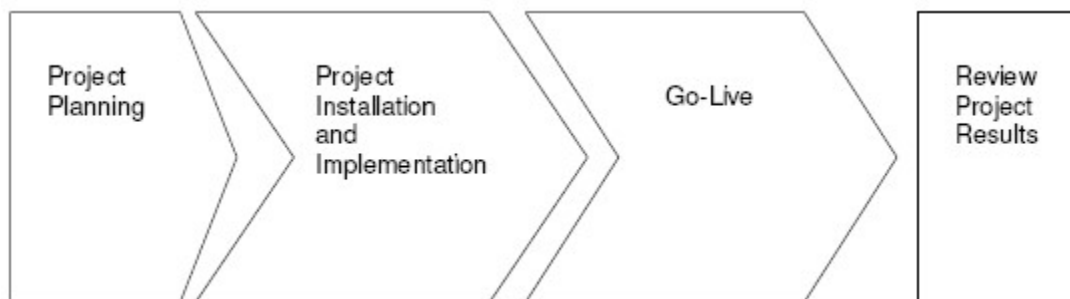 Project
Planning
Project
Installation
and
Implementation
Go-Live
Review
Project
Results